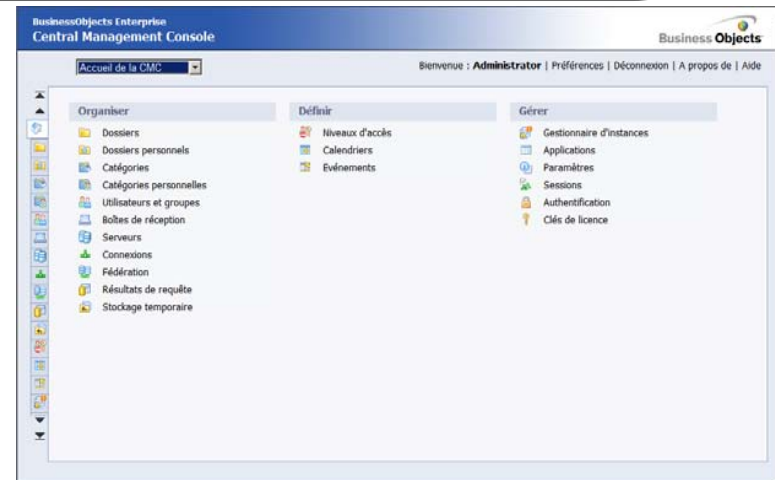 BusinessObjects Enterprise
Central Management Console
Business Objects
Accueil de la CMC
Bienvenue : Administrator | Préférences | Déconnexion | A propos de | Aide
Organiser
Dossiers
Dossiers personnels
Catégories
Catégories personnelles
Utilisateurs et groupes
Boîtes de réception
Serveurs
Connexions
Fédération
Résultats de requête
Stockage temporaire
Définir
Niveaux d'accès
Calendriers
Evénements
Gérer
Gestionnaire d'instances
Applications
Paramètres
Sessions
Authentification
Clés de licence